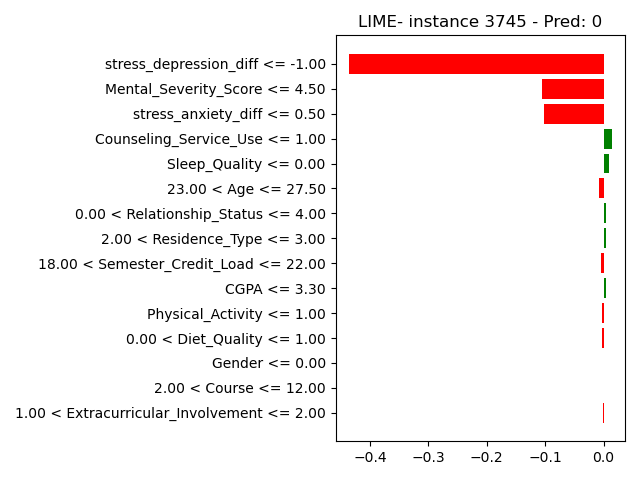 LIME- instance 3745 - Pred: 0
stress_depression_diff <= -1.00
Mental_Severity_Score <= 4.50
stress_anxiety_diff <= 0.50
Counseling_Service_Use <= 1.00
Sleep_Quality <= 0.00
23.00 < Age <= 27.50
0.00 < Relationship_Status <= 4.00
2.00 < Residence_Type <= 3.00
18.00 < Semester_Credit_Load <= 22.00
CGPA <= 3.30
Physical_Activity <= 1.00
0.00 < Diet_Quality <= 1.00
Gender <= 0.00
2.00 < Course <= 12.00
1.00 < Extracurricular_Involvement <= 2.00
−0.4 −0.3 −0.2 −0.1 0.0